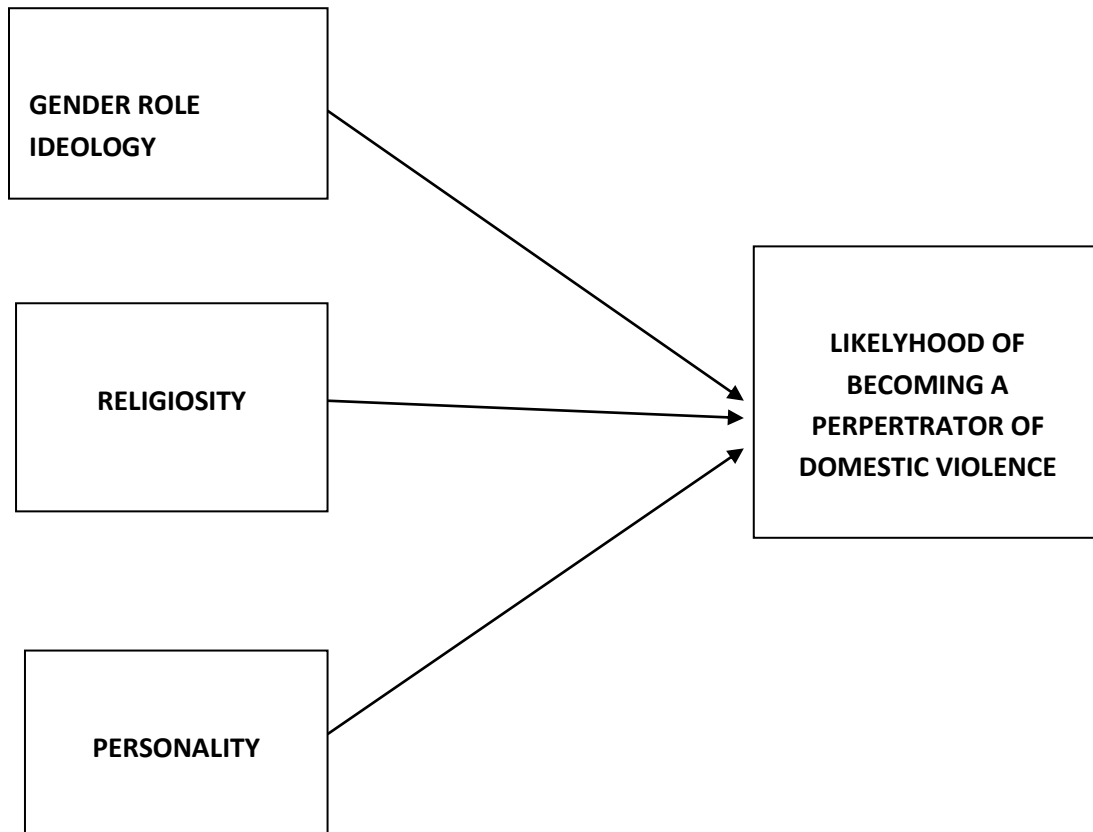 GENDER ROLE
IDEOLOGY
RELIGIOSITY
LIKELYHOOD OF
BECOMING A
PERPERTRATOR OF
DOMESTIC VIOLENCE
PERSONALITY